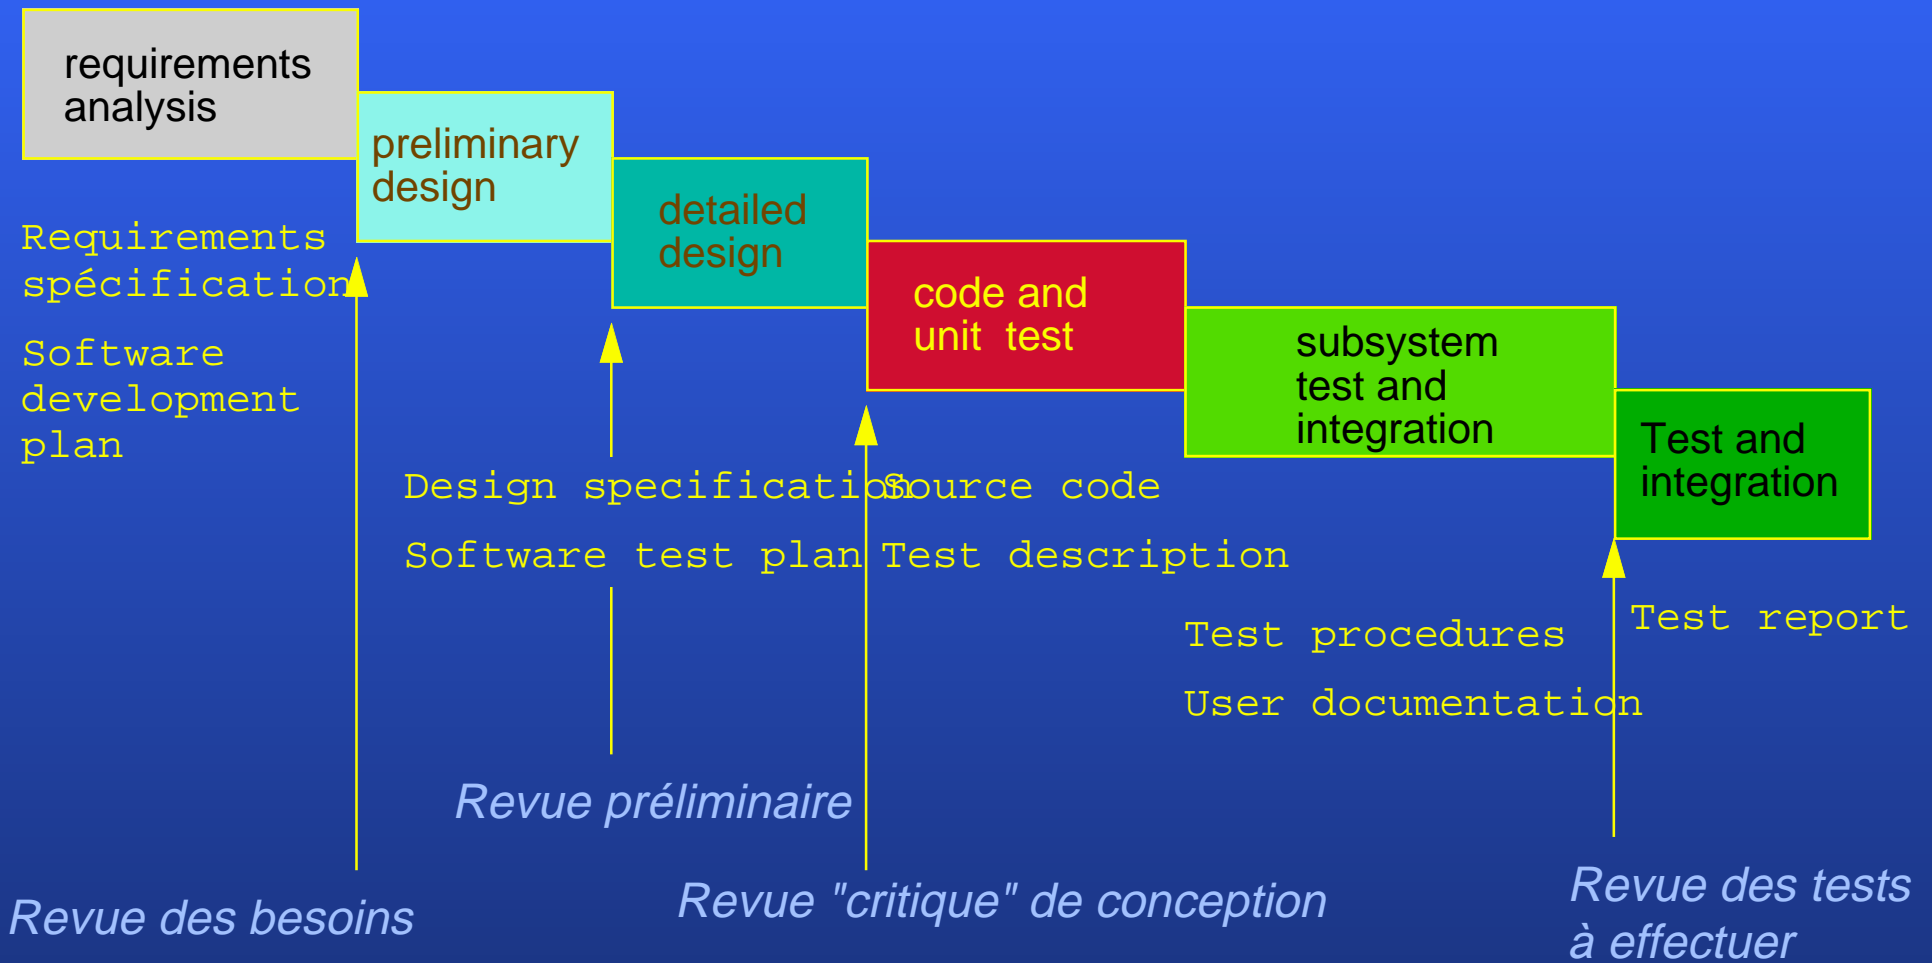 requirements
analysis
preliminary
design
detailed
design
code and
unit test
subsystem
test and
integration
Test and
integration
Requirements
spécification
Software
development
plan
Design specification
Software test plan
Source code
Test description
Test procedures
User documentation
Test report
Revue préliminaire
Revue des besoins
Revue "critique" de conception
Revue des tests
à effectuer